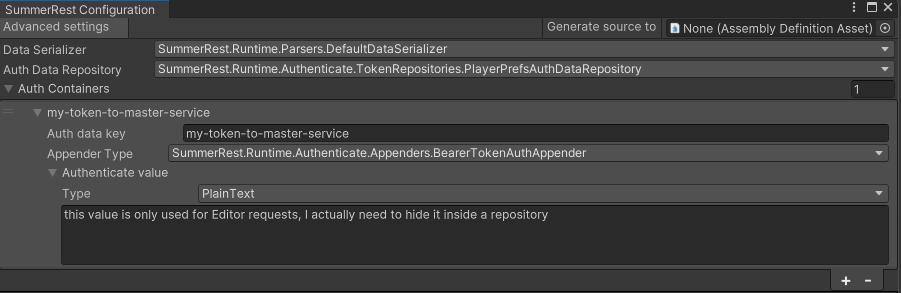 SummerRest Configuration
Advanced settings
Generate source to
None (Assembly Definition Asset)
Data Serializer
SummerRest.Runtime.Parsers.DefaultDataSerializer
Auth Data Repository
SummerRest.Runtime.Authenticate.TokenRepositories.PlayerPrefsAuthDataRepository
Auth Containers
1
my-token-to-master-service
Auth data key
my-token-to-master-service
Appender Type
SummerRest.Runtime.Authenticate.Appenders.BearerTokenAuthAppender
Authenticate value
Type
PlainText
this value is only used for Editor requests, I actually need to hide it inside a repository